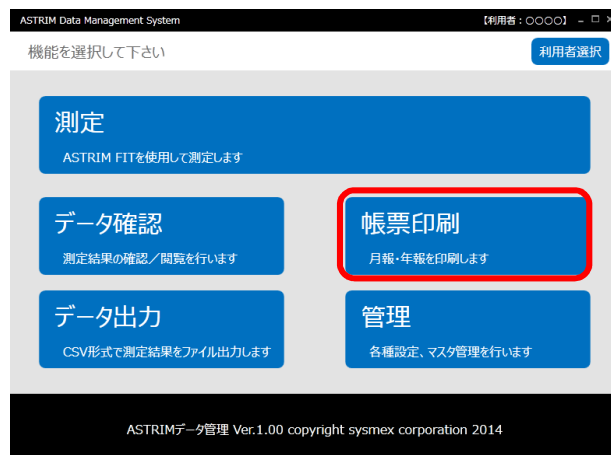 ASTRIM Data Management System 【利用者：○○○○】
機能を選択して下さい 利用者選択
測定
ASTRIM FITを使用して測定します
データ確認
測定結果の確認／閲覧を行います
帳票印刷
月報・年報を印刷します
データ出力
CSV形式で測定結果をファイル出力します
管理
各種設定、マスタ管理を行います
ASTRIMデータ管理 Ver.1.00 copyright sysmex corporation 2014